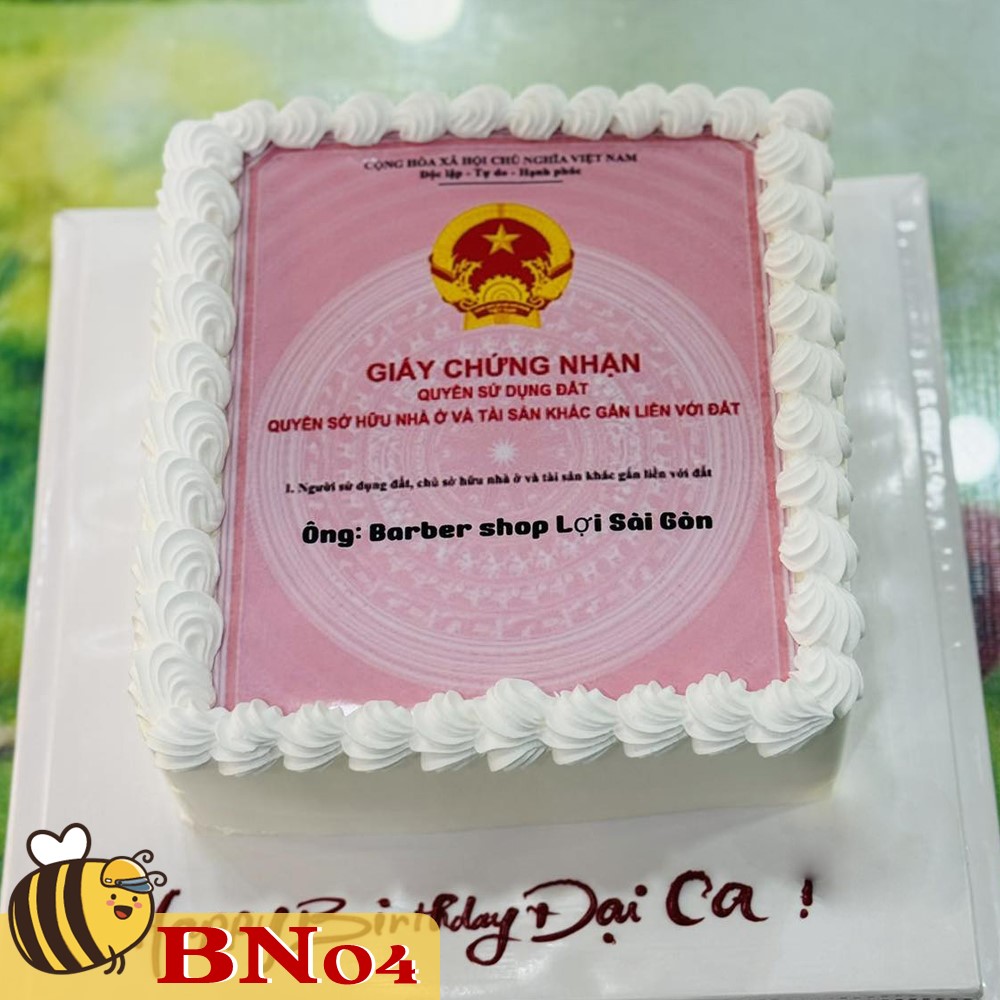 CỘNG HÒA XÃ HỘI CHỦ NGHĨA VIỆT NAM
Độc lập - Tự do - Hạnh phúc
GIẤY CHỨNG NHẬN
QUYỀN SỬ DỤNG ĐẤT
QUYỀN SỞ HỮU NHÀ Ở VÀ TÀI SẢN KHÁC GẮN LIỀN VỚI ĐẤT
I. Người sử dụng đất, chủ sở hữu nhà ở và tài sản khác gắn liền với đất
Ông: Barber shop Lợi Sài Gòn
Happy Birthday Đại Ca !
BN04